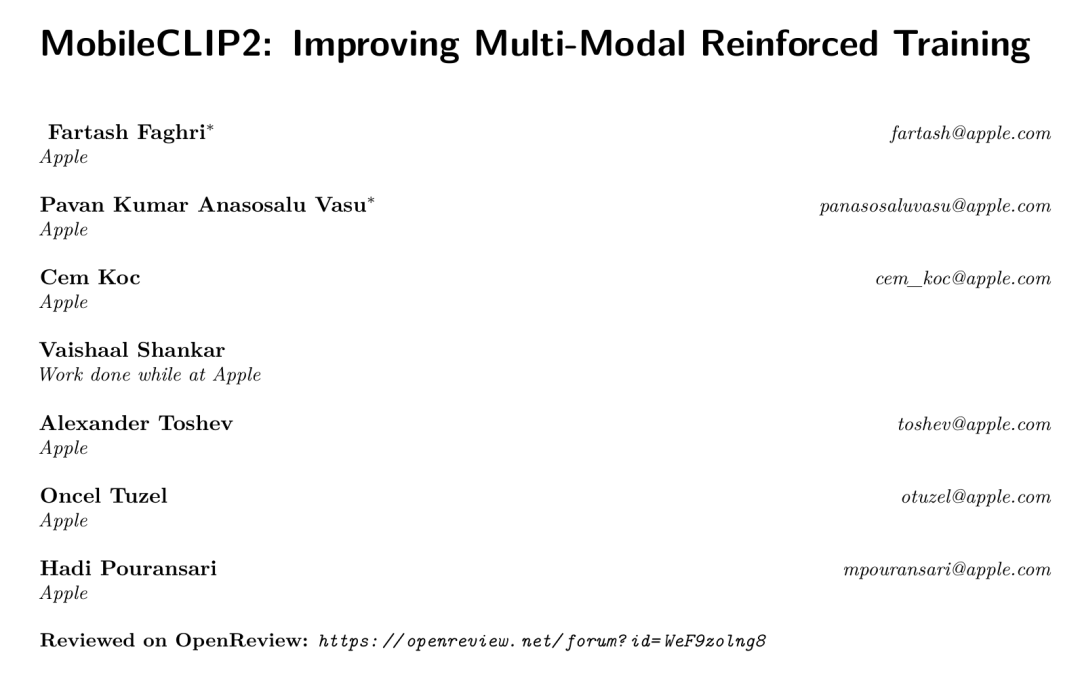 MobileCLIP2: Improving Multi-Modal Reinforced Training
Fartash Faghri* fartash@apple.com
Apple
Pavan Kumar Anasosalu Vasu* panasosaluvasu@apple.com
Apple
Cem Koc cem_koc@apple.com
Apple
Vaishaal Shankar
Work done while at Apple
Alexander Toshev toshev@apple.com
Apple
Oncel Tuzel otuzel@apple.com
Apple
Hadi Pouransari mpouransari@apple.com
Apple
Reviewed on OpenReview: https://openreview.net/forum?id=WeF9zolng8